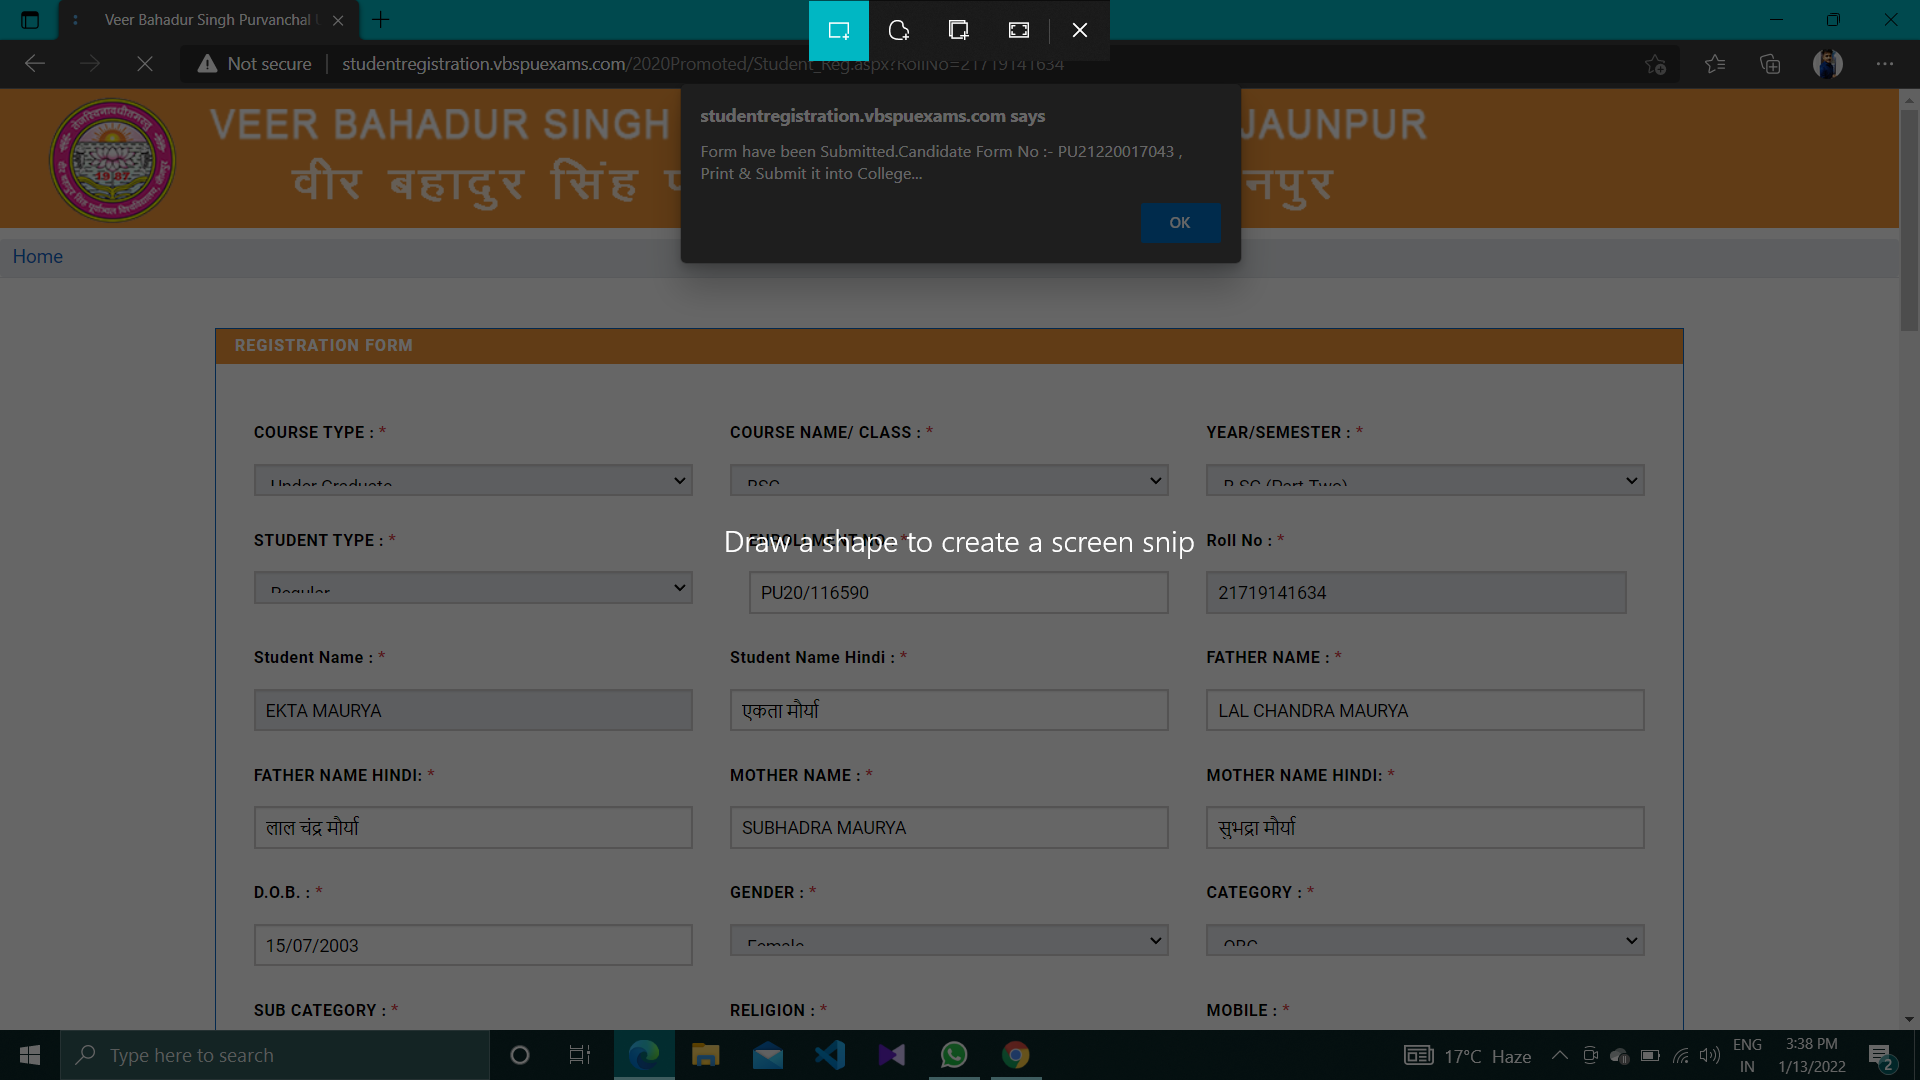 Veer Bahadur Singh Purvanchal
Not secure
studentregistration.vbspuexams.com/2020Promoted/Student_Reg.aspx?RollNo=21719141634
VEER BAHADUR SINGH JAUNPUR
वीर बहादुर सिंह
नपुर
studentregistration.vbspuexams.com says
Form have been Submitted.Candidate Form No :- PU21220017043 ,
Print & Submit it into College...
OK
Home
REGISTRATION FORM
COURSE TYPE : * COURSE NAME/ CLASS : * YEAR/SEMESTER : *
Under Graduate BSC B.SC (Part Two)
STUDENT TYPE : * ENROLLMENT NO : * Roll No : *
Draw a shape to create a screen snip
Regular PU20/116590 21719141634
Student Name : * Student Name Hindi : * FATHER NAME : *
EKTA MAURYA एकता मौर्या LAL CHANDRA MAURYA
FATHER NAME HINDI: * MOTHER NAME : * MOTHER NAME HINDI: *
लाल चंद्र मौर्या SUBHADRA MAURYA सुभद्रा मौर्या
D.O.B. : * GENDER : * CATEGORY : *
15/07/2003 Female OBC
SUB CATEGORY : * RELIGION : * MOBILE : *
Type here to search
17°C Haze
ENG
IN
3:38 PM
1/13/2022
2